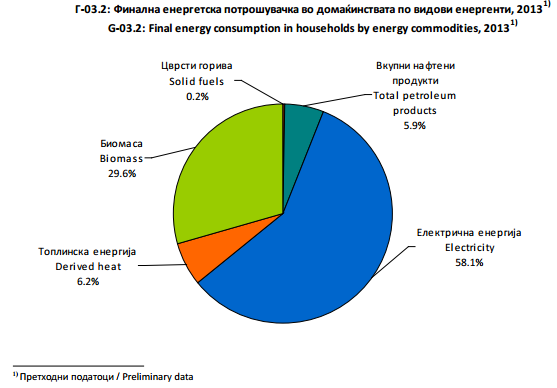 Г-03.2: Финална енергетска потрошувачка во домаќинствата по видови енергенти, 2013¹⁾
G-03.2: Final energy consumption in households by energy commodities, 2013¹⁾
Цврсти горива
Solid fuels
0.2%
Вкупни нафтени
продукти
Total petroleum
products
5.9%
Биомаса
Biomass
29.6%
Електрична енергија
Electricity
58.1%
Топлинска енергија
Derived heat
6.2%
¹⁾ Претходни податоци / Preliminary data